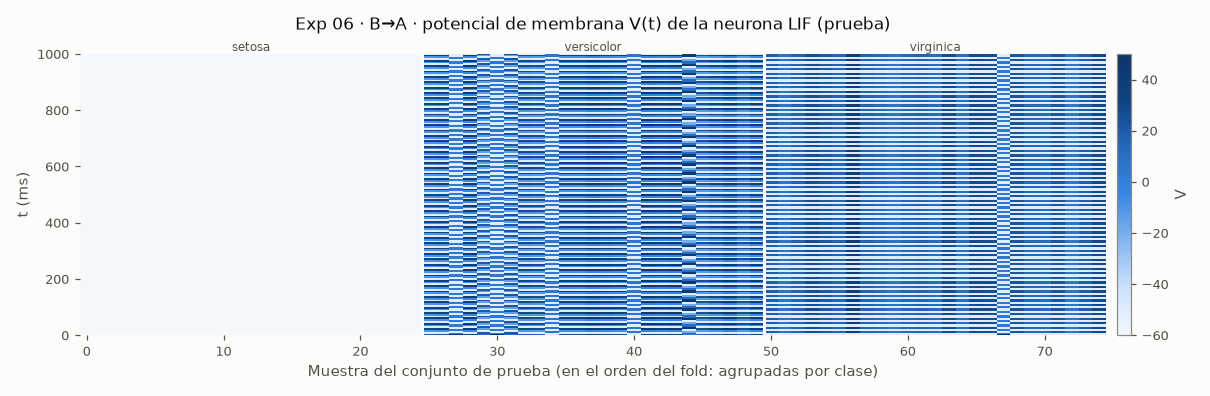 Exp 06 · B→A · potencial de membrana V(t) de la neurona LIF (prueba)
setosa
versicolor
virginica
1000
800
600
400
200
0
t (ms)
0
10
20
30
40
50
60
70
Muestra del conjunto de prueba (en el orden del fold: agrupadas por clase)
40
20
0
−20
−40
−60
V